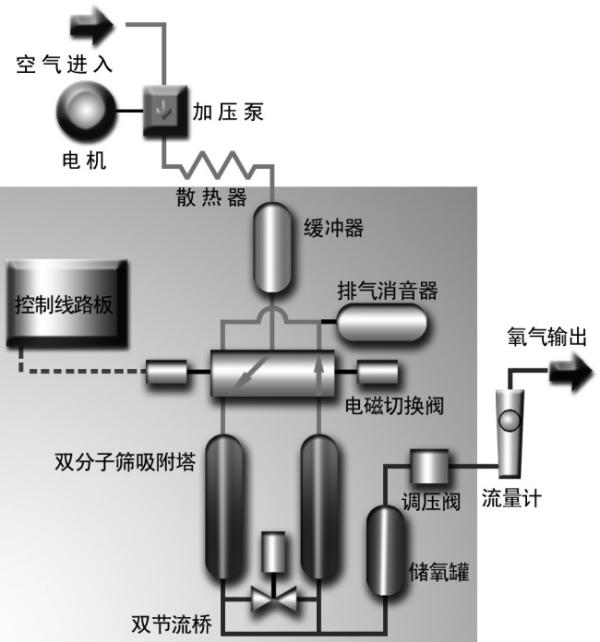 空气进入
加压泵
电机
散热器
缓冲器
排气消音器
控制线路板
氧气输出
电磁切换阀
双分子筛吸附塔
调压阀
流量计
储氧罐
双节流桥